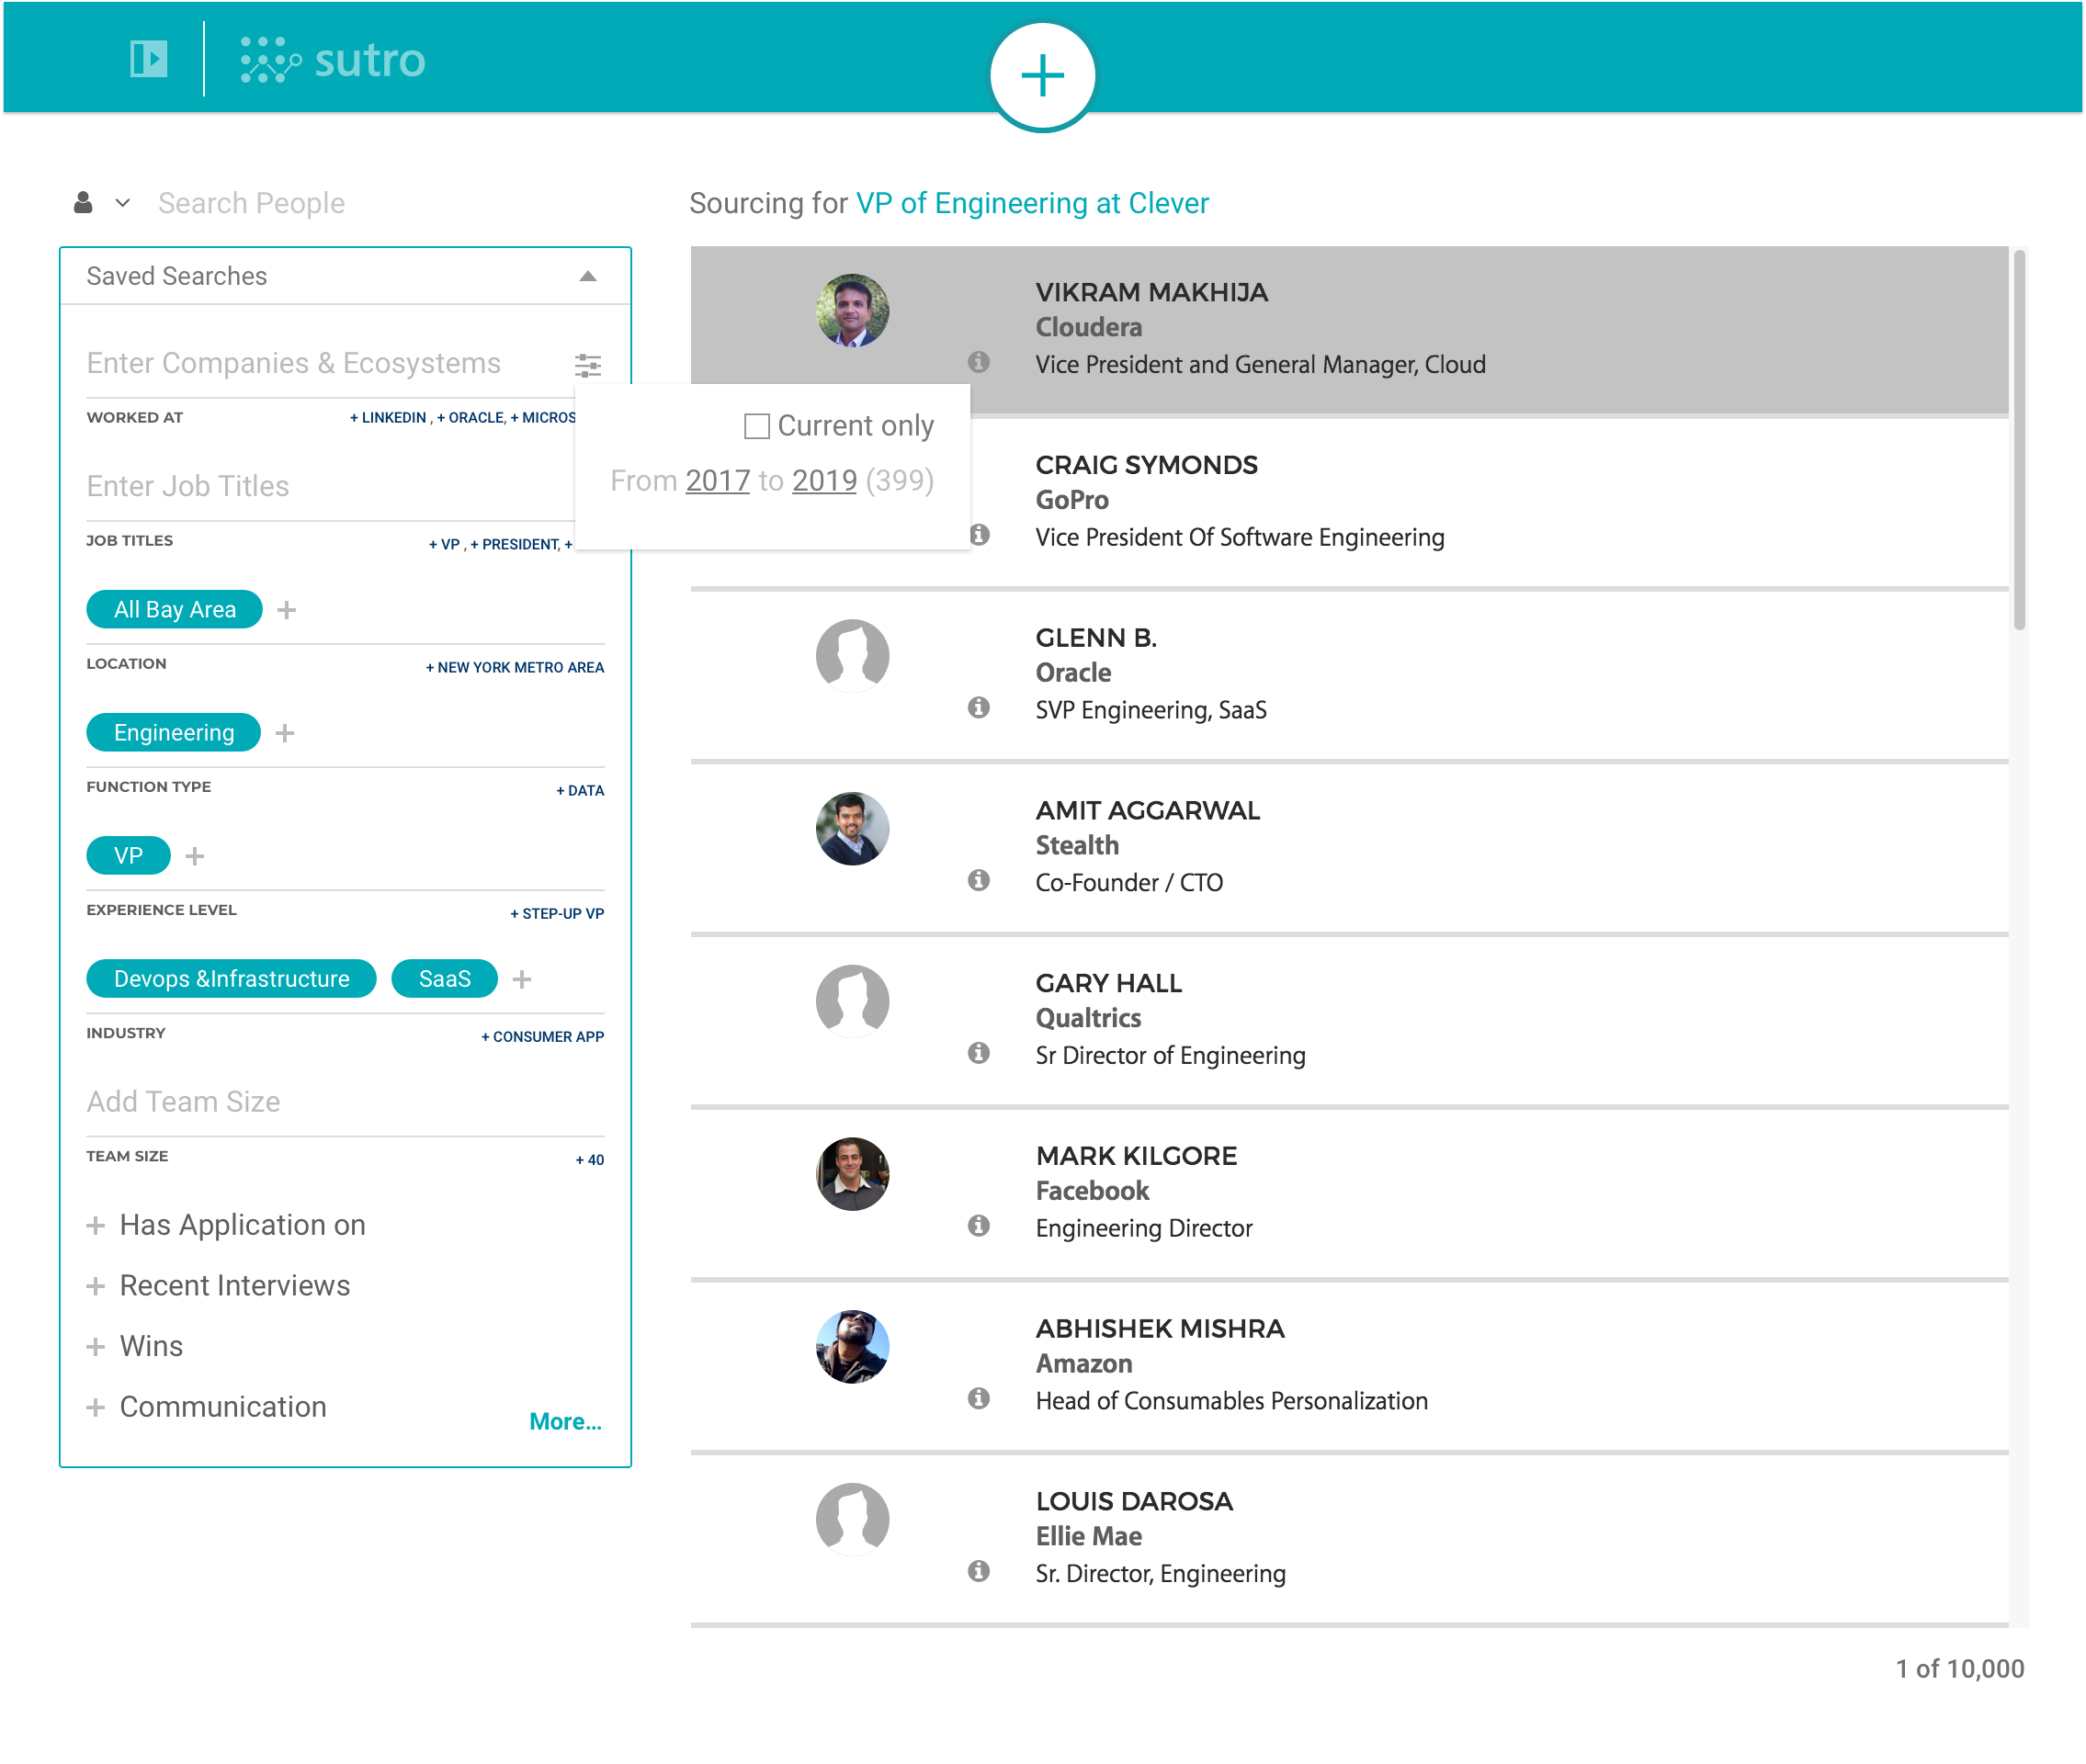 sutro
Search People
Sourcing for VP of Engineering at Clever
Saved Searches
Enter Companies & Ecosystems
WORKED AT
+ LINKEDIN , + ORACLE, + MICROS
Current only
From 2017 to 2019 (399)
Enter Job Titles
JOB TITLES
+ VP , + PRESIDENT, +
All Bay Area +
LOCATION
+ NEW YORK METRO AREA
Engineering +
FUNCTION TYPE
+ DATA
VP +
EXPERIENCE LEVEL
+ STEP-UP VP
Devops &Infrastructure SaaS +
INDUSTRY
+ CONSUMER APP
Add Team Size
TEAM SIZE
+ 40
+ Has Application on
+ Recent Interviews
+ Wins
+ Communication
More...
VIKRAM MAKHIJA
Cloudera
Vice President and General Manager, Cloud
CRAIG SYMONDS
GoPro
Vice President Of Software Engineering
GLENN B.
Oracle
SVP Engineering, SaaS
AMIT AGGARWAL
Stealth
Co-Founder / CTO
GARY HALL
Qualtrics
Sr Director of Engineering
MARK KILGORE
Facebook
Engineering Director
ABHISHEK MISHRA
Amazon
Head of Consumables Personalization
LOUIS DAROSA
Ellie Mae
Sr. Director, Engineering
1 of 10,000